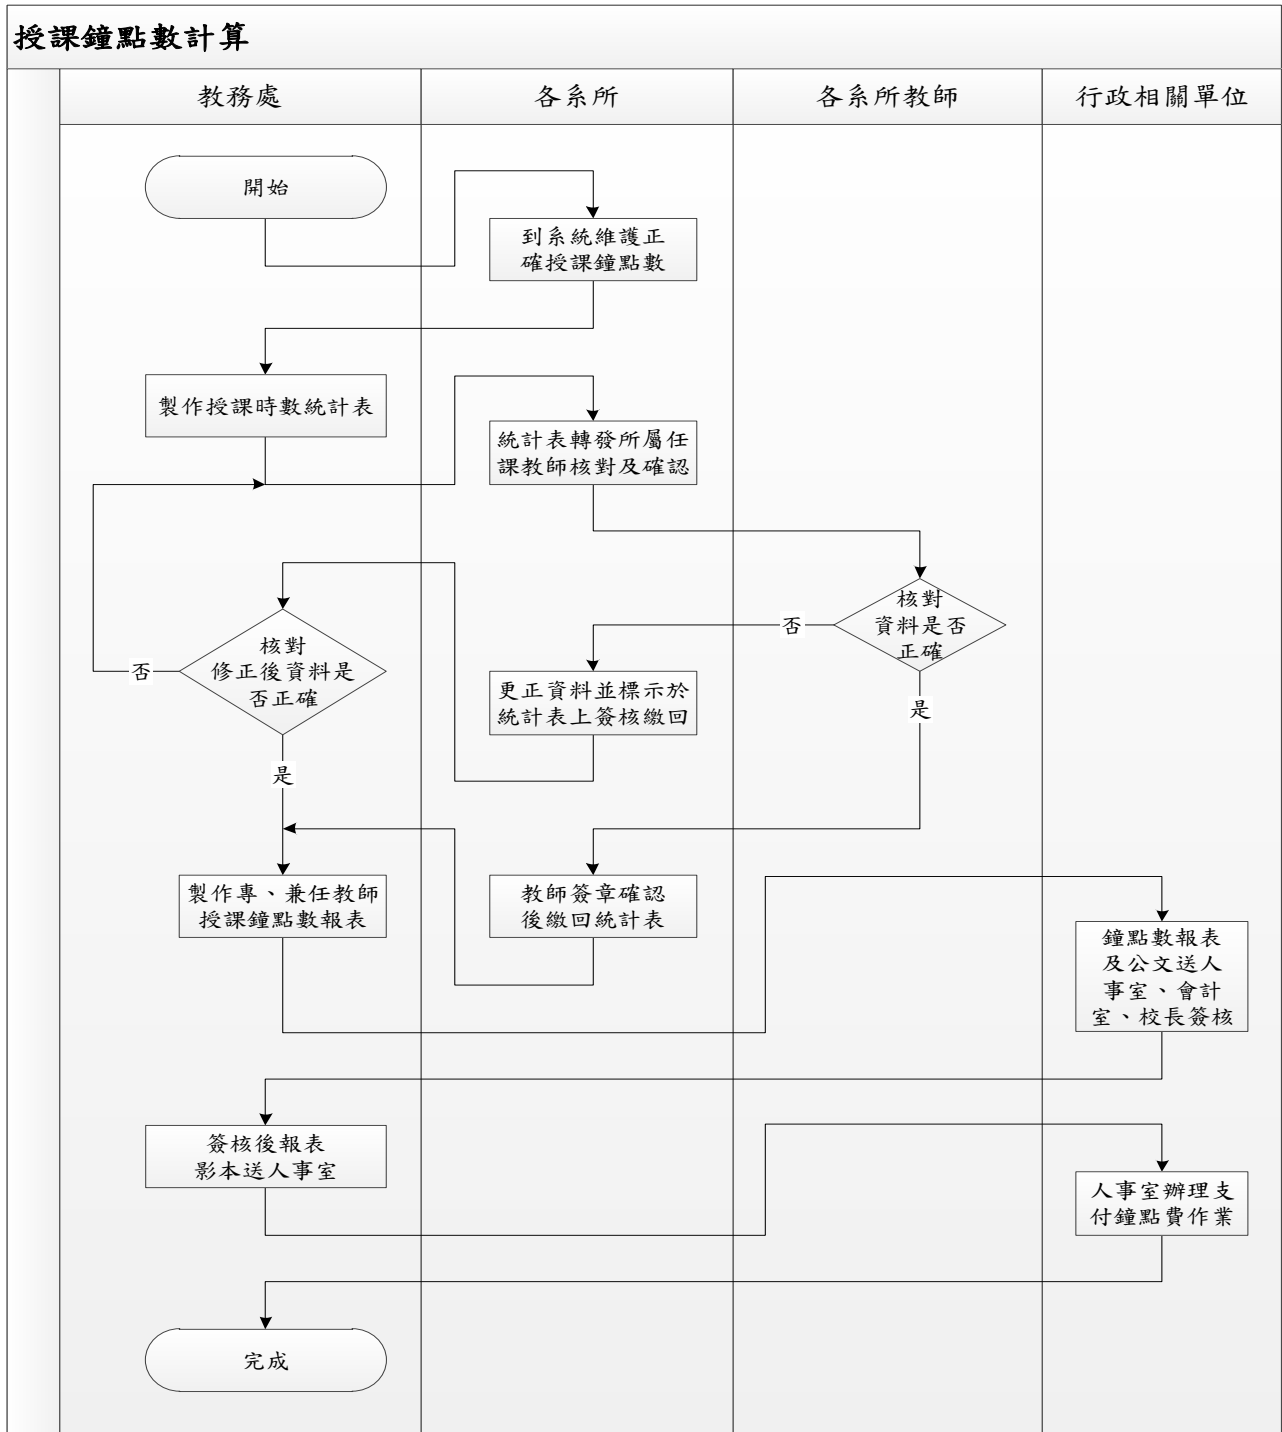 授課鐘點數計算
教務處
各系所
各系所教師
行政相關單位
開始
到系統維護正
確授課鐘點數
製作授課時數統計表
統計表轉發所屬任
課教師核對及確認
核對
資料是否
正確
否
是
核對
修正後資料是
否正確
否
是
更正資料並標示於
統計表上簽核繳回
製作專、兼任教師
授課鐘點數報表
教師簽章確認
後繳回統計表
鐘點數報表
及公文送人
事室、會計
室、校長簽核
簽核後報表
影本送人事室
人事室辦理支
付鐘點費作業
完成